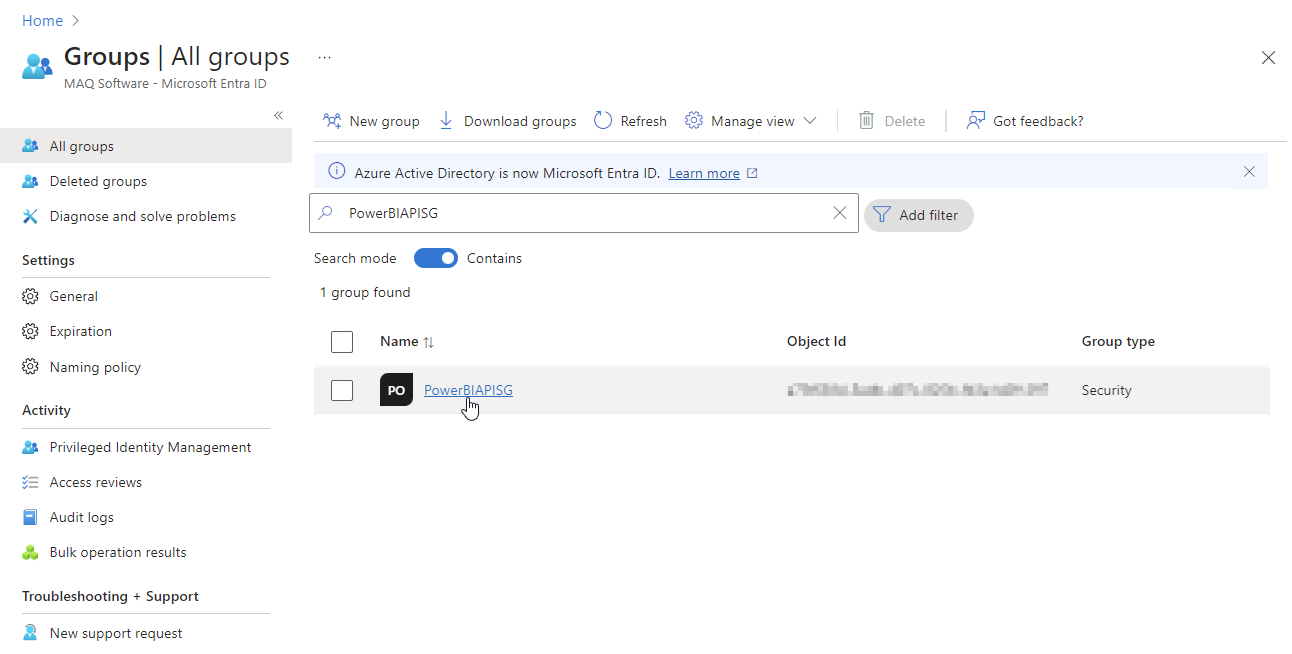 Home
Groups | All groups
MAQ Software - Microsoft Entra ID
All groups
Deleted groups
Diagnose and solve problems
Settings
General
Expiration
Naming policy
Activity
Privileged Identity Management
Access reviews
Audit logs
Bulk operation results
Troubleshooting + Support
New support request
New group Download groups Refresh Manage view Delete Got feedback?
Azure Active Directory is now Microsoft Entra ID. Learn more
PowerBIAPISG Add filter
Search mode Contains
1 group found
Name Object Id Group type
PO PowerBIAPISG Security